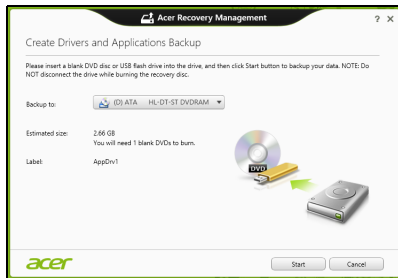 Acer Recovery Management
? ×
Create Drivers and Applications Backup
Please insert a blank DVD disc or USB flash drive into the drive, and then click Start button to backup your data. NOTE: Do
NOT disconnect the drive while burning the recovery disc.
Backup to: (D) ATA HL-DT-ST DVDRAM
Estimated size: 2.66 GB
You will need 1 blank DVDs to burn.
Label: AppDrv1
DVD
acer
Start Cancel